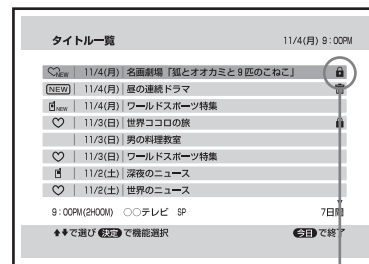 タイトル一覧 11/4(月) 9:00PM
NEW 11/4(月) 名画劇場「狐とオオカミと9匹のこねこ」
NEW 11/4(月) 昼の連続ドラマ
NEW 11/4(月) ワールドスポーツ特集
11/3(日) 世界ココロの旅
11/3(日) 男の料理教室
11/3(日) ワールドスポーツ特集
11/2(土) 深夜のニュース
11/2(土) 世界のニュース
9:00PM(2H00M) ○○テレビ SP 7日間
で選び 決定 で機能選択 今日 で終了